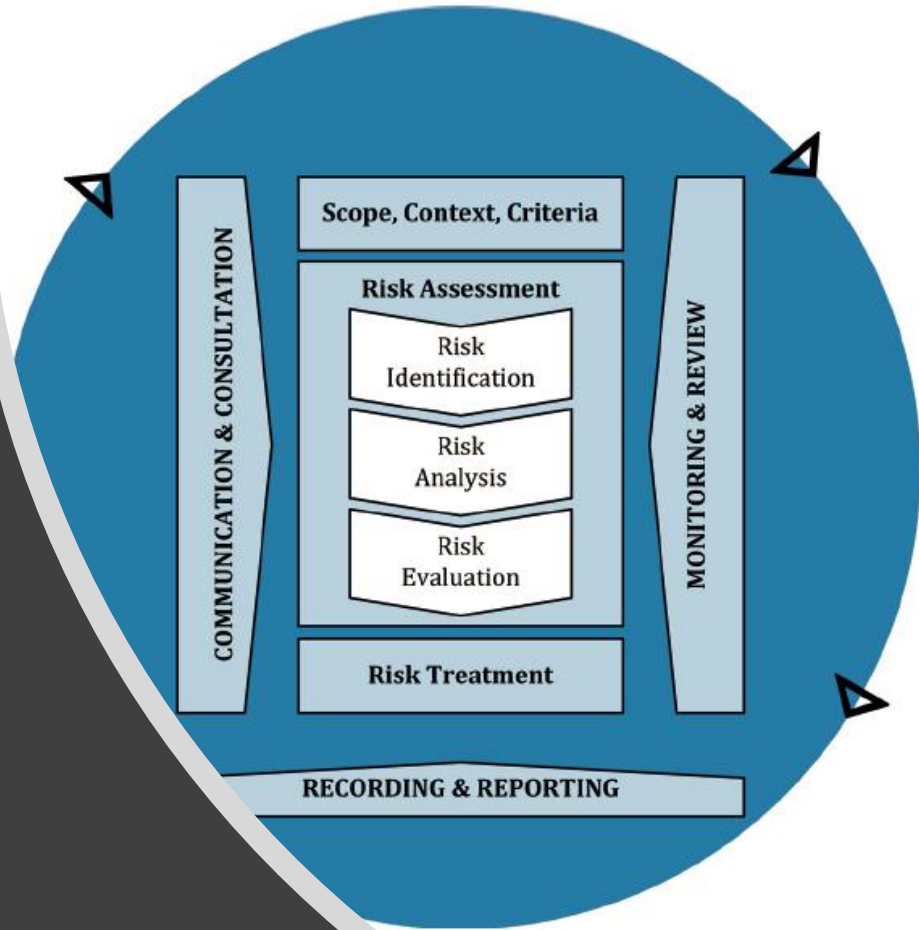 Scope, Context, Criteria
Risk Assessment
Risk
Identification
Risk
Analysis
Risk
Evaluation
Risk Treatment
COMMUNICATION & CONSULTATION
MONITORING & REVIEW
RECORDING & REPORTING